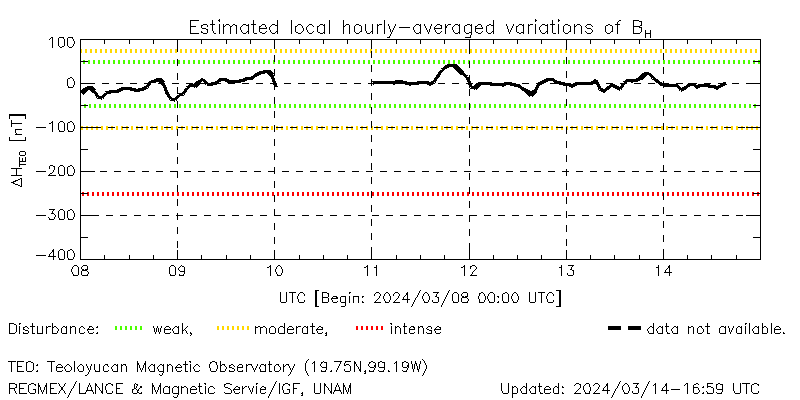 Estimated local hourly-averaged variations of B_H
100
0
-100
-200
-300
-400
ΔH_TEO [nT]
08 09 10 11 12 13 14
UTC [Begin: 2024/03/08 00:00 UTC]
Disturbance: weak, moderate, intense data not available.
TEO: Teoloyucan Magnetic Observatory (19.75N,99.19W)
REGMEX/LANCE & Magnetic Servie/IGF, UNAM Updated: 2024/03/14-16:59 UTC